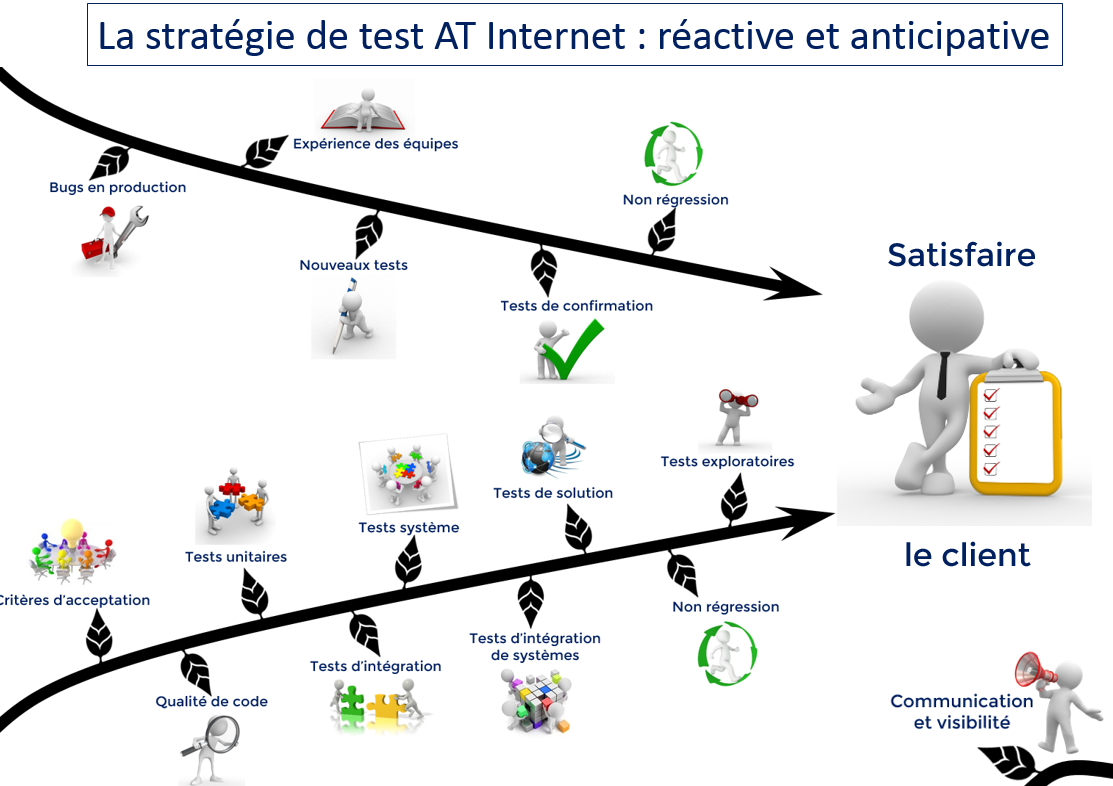 La stratégie de test AT Internet : réactive et anticipative
Expérience des équipes
Bugs en production
Non régression
Nouveaux tests
Tests de confirmation
Satisfaire
le client
Tests exploratoires
Tests de solution
Tests système
Tests unitaires
Critères d'acceptation
Non régression
Tests d'intégration
de systèmes
Tests d'intégration
Qualité de code
Communication
et visibilité